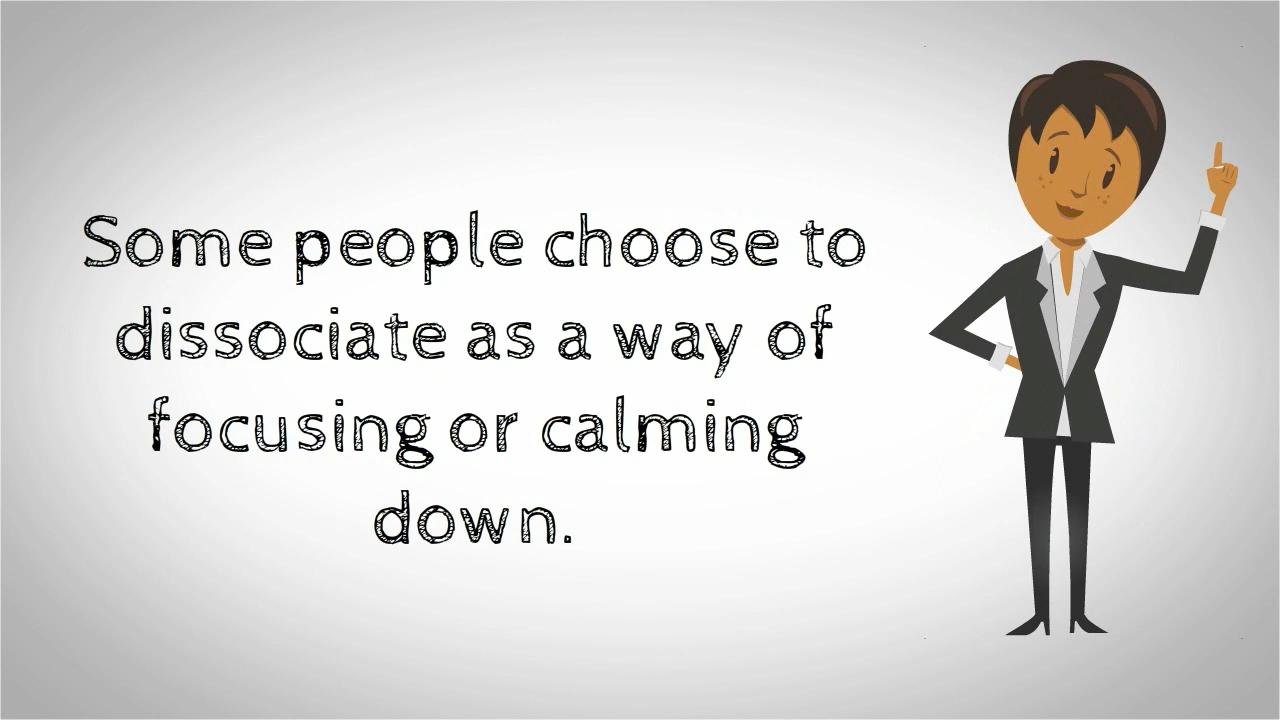 Some people choose to
dissociate as a way of
focusing or calming
down.